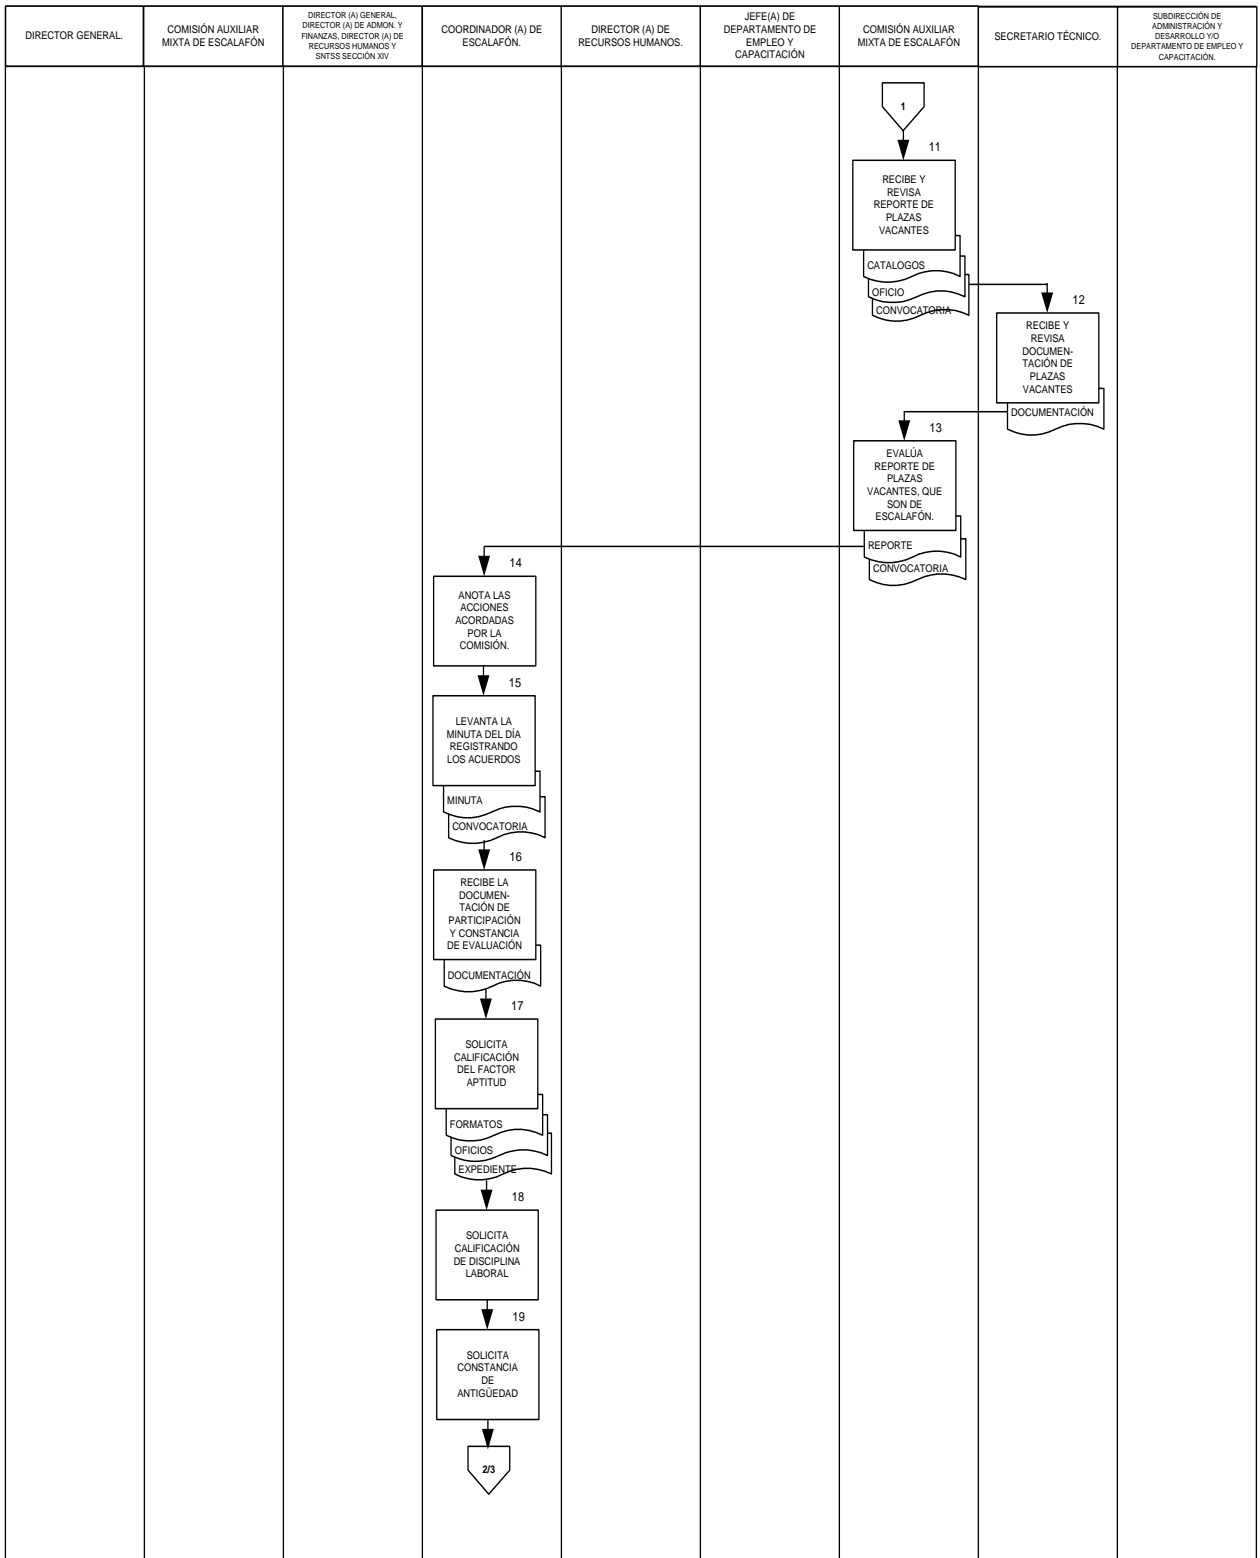 DIRECTOR GENERAL.
COMISIÓN AUXILIAR
MIXTA DE ESCALAFÓN
DIRECTOR (A) GENERAL,
DIRECTOR (A) DE ADMON. Y
FINANZAS, DIRECTOR (A) DE
RECURSOS HUMANOS Y
SNTSS SECCIÓN XIV
COORDINADOR (A) DE
ESCALAFÓN.
DIRECTOR (A) DE
RECURSOS HUMANOS.
JEFE(A) DE
DEPARTAMENTO DE
EMPLEO Y
CAPACITACIÓN
COMISIÓN AUXILIAR
MIXTA DE ESCALAFÓN
SECRETARIO TÉCNICO.
SUBDIRECCIÓN DE
ADMINISTRACIÓN Y
DESARROLLO Y/O
DEPARTAMENTO DE EMPLEO Y
CAPACITACIÓN.
1
11
RECIBE Y
REVISA
REPORTE DE
PLAZAS
VACANTES
CATALOGOS
OFICIO
CONVOCATORIA
12
RECIBE Y
REVISA
DOCUMEN-
TACIÓN DE
PLAZAS
VACANTES
DOCUMENTACIÓN
13
EVALÚA
REPORTE DE
PLAZAS
VACANTES, QUE
SON DE
ESCALAFÓN.
REPORTE
CONVOCATORIA
14
ANOTA LAS
ACCIONES
ACORDADAS
POR LA
COMISIÓN.
15
LEVANTA LA
MINUTA DEL DÍA
REGISTRANDO
LOS ACUERDOS
MINUTA
CONVOCATORIA
16
RECIBE LA
DOCUMEN-
TACIÓN DE
PARTICIPACIÓN
Y CONSTANCIA
DE EVALUACIÓN
DOCUMENTACIÓN
17
SOLICITA
CALIFICACIÓN
DEL FACTOR
APTITUD
FORMATOS
OFICIOS
EXPEDIENTE
18
SOLICITA
CALIFICACIÓN
DE DISCIPLINA
LABORAL
19
SOLICITA
CONSTANCIA
DE
ANTIGÜEDAD
2/3